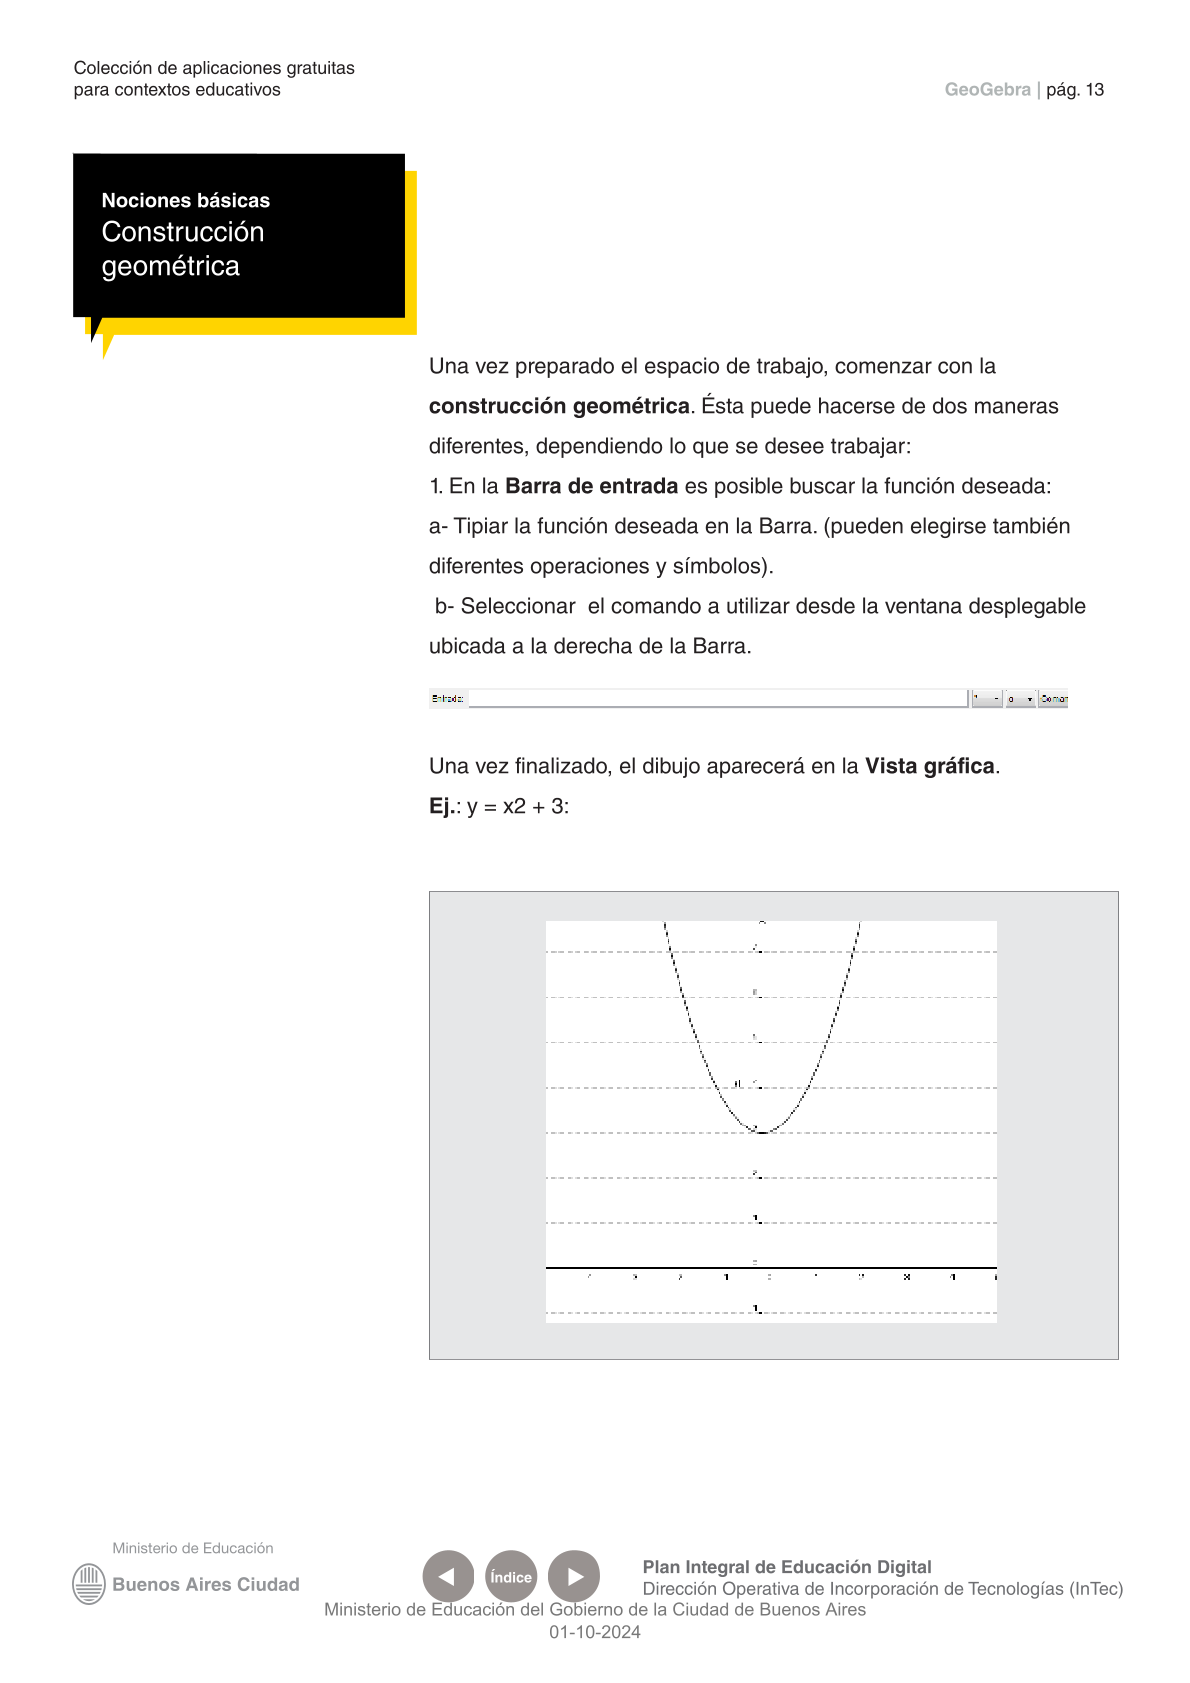 Colección de aplicaciones gratuitas
para contextos educativos
GeoGebra | pág. 13
Nociones básicas
Construcción
geométrica
Una vez preparado el espacio de trabajo, comenzar con la
construcción geométrica. Ésta puede hacerse de dos maneras
diferentes, dependiendo lo que se desee trabajar:
1. En la Barra de entrada es posible buscar la función deseada:
a- Tipiar la función deseada en la Barra. (pueden elegirse también
diferentes operaciones y símbolos).
b- Seleccionar  el comando a utilizar desde la ventana desplegable
ubicada a la derecha de la Barra.
Entrada:
Una vez finalizado, el dibujo aparecerá en la Vista gráfica.
Ej.: y = x2 + 3:
Ministerio de Educación
Buenos Aires Ciudad
Índice
Plan Integral de Educación Digital
Dirección Operativa de Incorporación de Tecnologías (InTec)
Ministerio de Educación del Gobierno de la Ciudad de Buenos Aires
01-10-2024